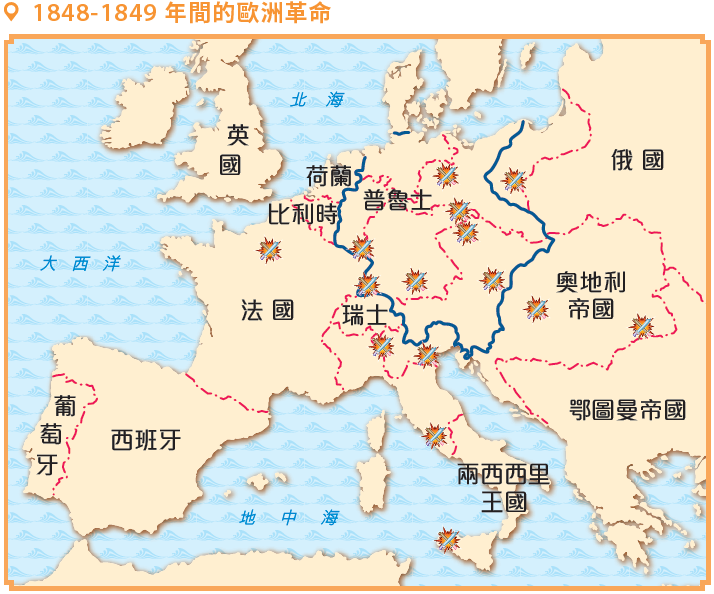 1848-1849 年間的歐洲革命
北 海
英
國
俄 國
荷蘭
普魯士
比利時
大 西 洋
奧地利
帝國
法 國
瑞士
葡
萄
牙
鄂圖曼帝國
西班牙
兩西西里
王國
地 中 海